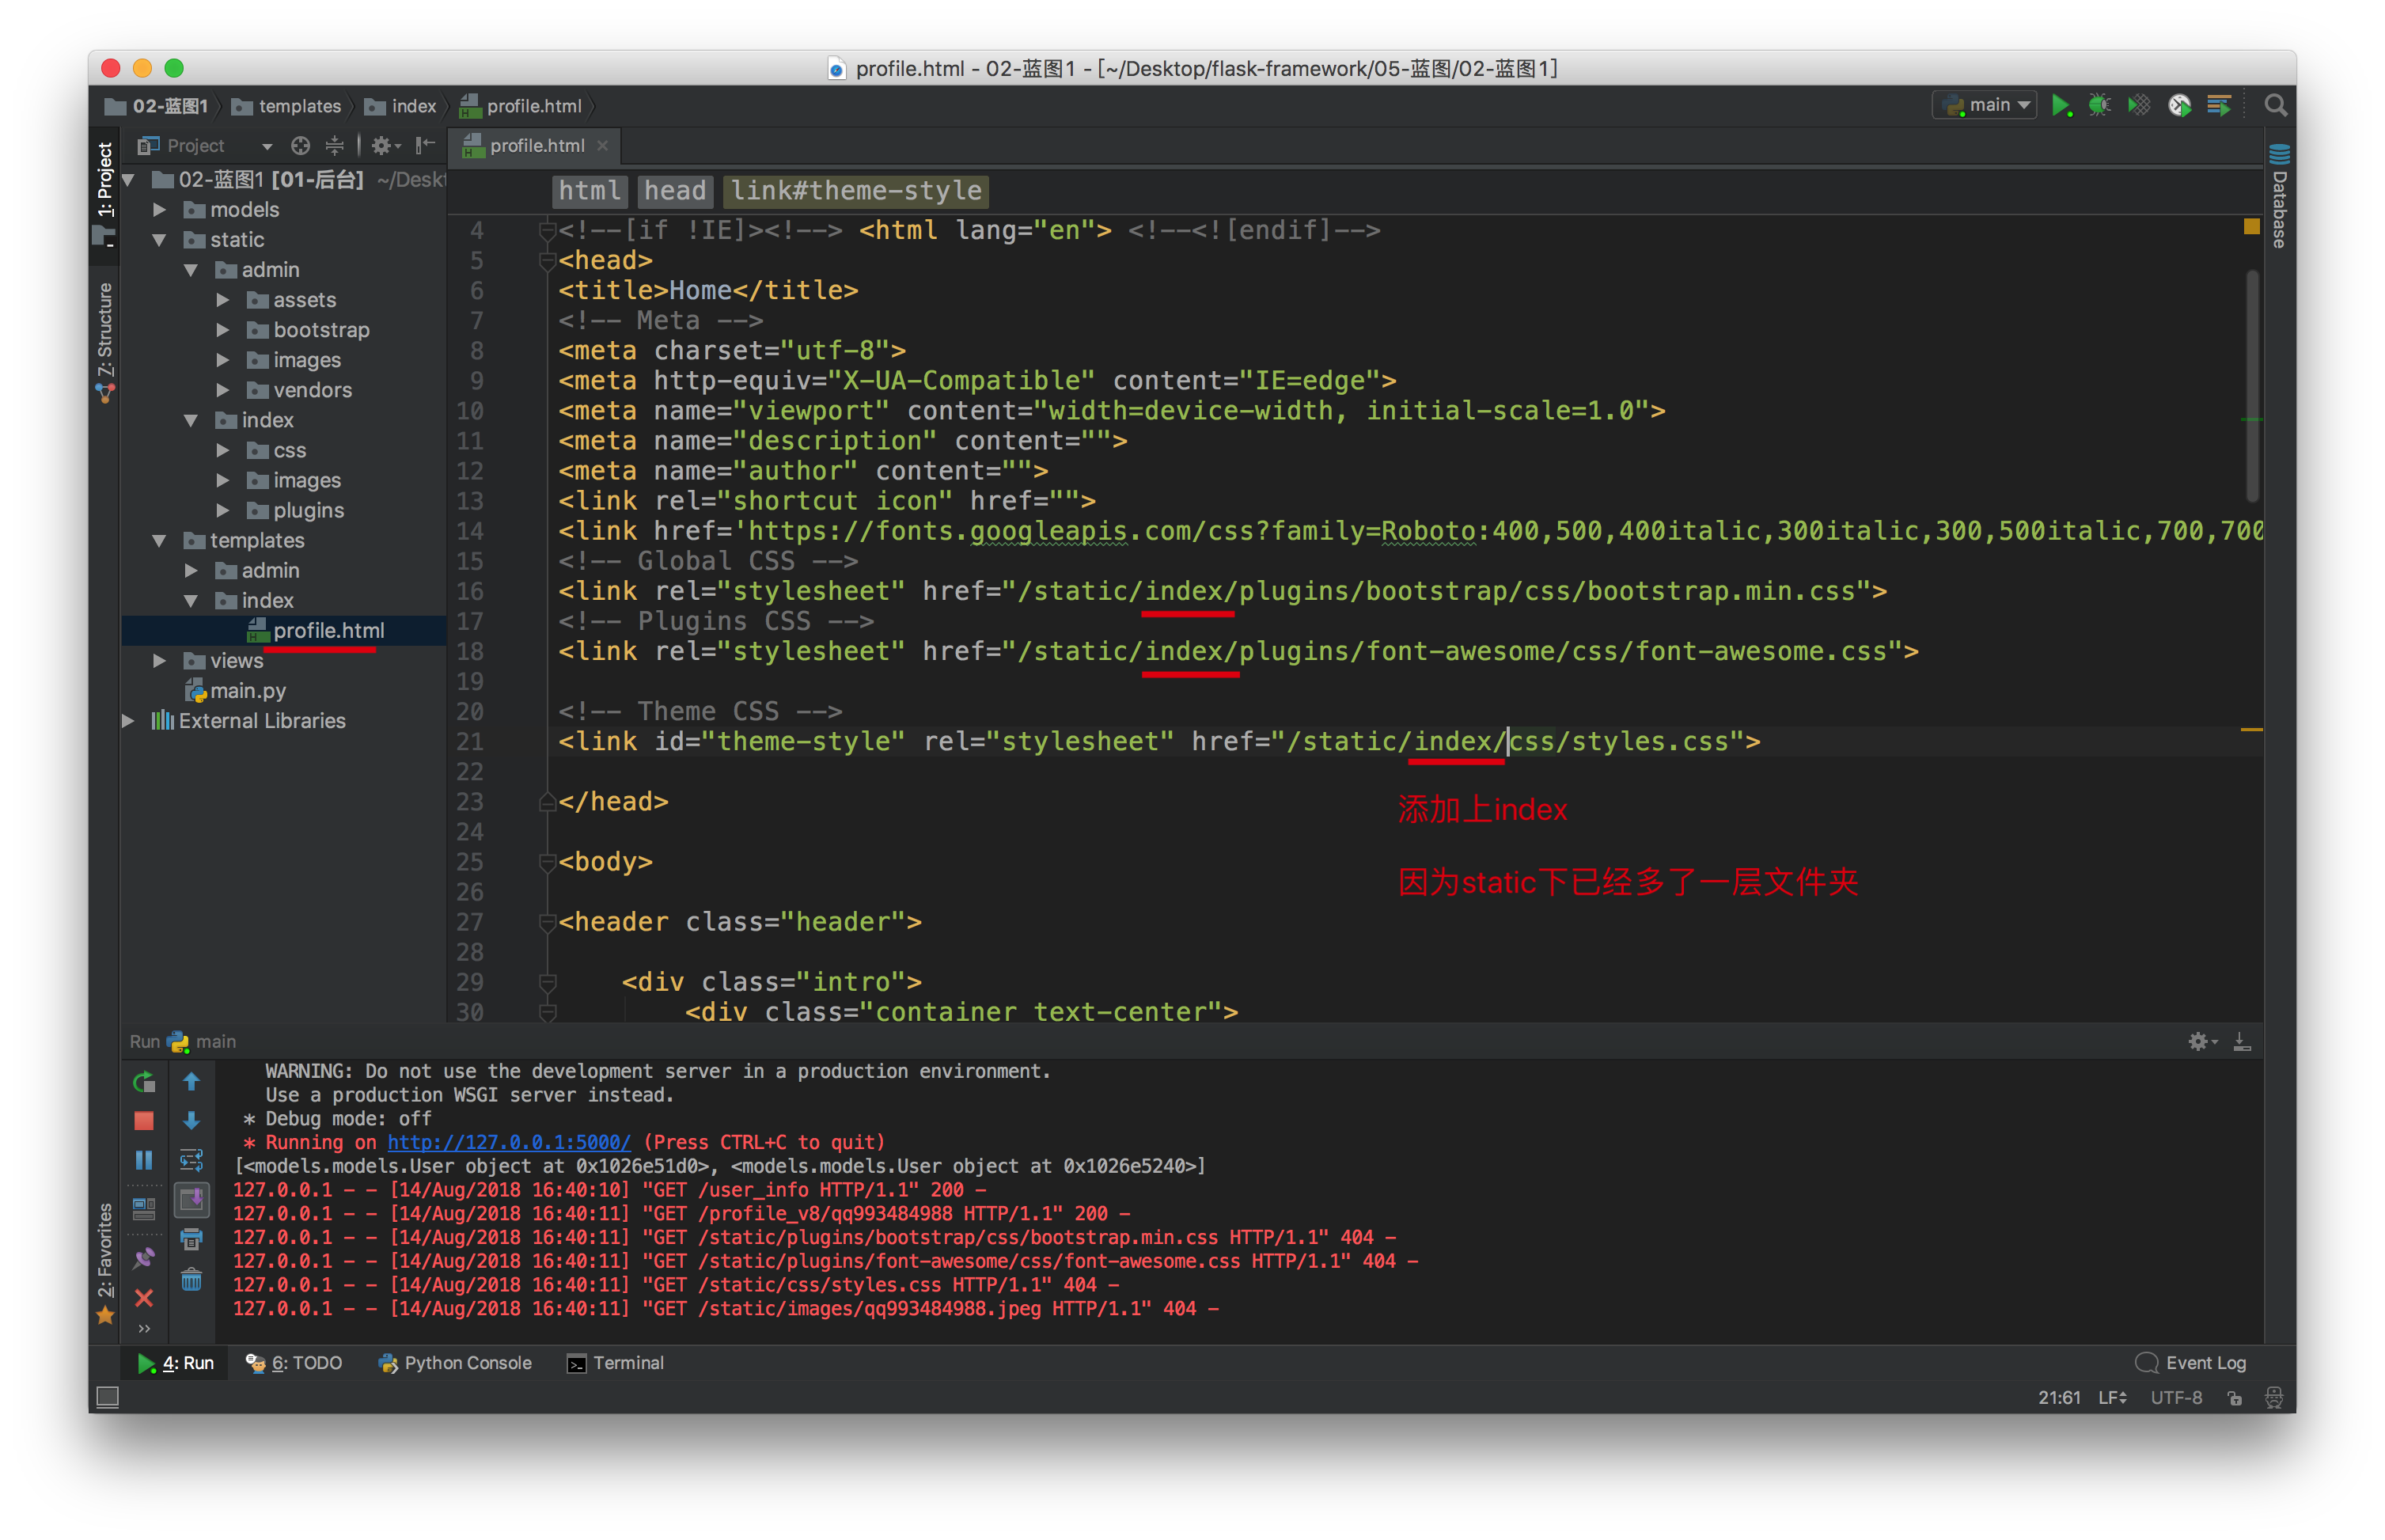 profile.html - 02-蓝图1 - [~/Desktop/flask-framework/05-蓝图/02-蓝图1]
02-蓝图1 templates index profile.html
main
1: Project
Z: Structure
2: Favorites
Database
Project
02-蓝图1 [01-后台] ~/Deskt
models
static
admin
assets
bootstrap
images
vendors
index
css
images
plugins
templates
admin
index
profile.html
views
main.py
External Libraries
profile.html
html head link#theme-style
4 <!--[if !IE]><!--> <html lang="en"> <!--<![endif]-->
5 <head>
6 <title>Home</title>
7 <!-- Meta -->
8 <meta charset="utf-8">
9 <meta http-equiv="X-UA-Compatible" content="IE=edge">
10 <meta name="viewport" content="width=device-width, initial-scale=1.0">
11 <meta name="description" content="">
12 <meta name="author" content="">
13 <link rel="shortcut icon" href="">
14 <link href='https://fonts.googleapis.com/css?family=Roboto:400,500,400italic,300italic,300,500italic,700,700
15 <!-- Global CSS -->
16 <link rel="stylesheet" href="/static/index/plugins/bootstrap/css/bootstrap.min.css">
17 <!-- Plugins CSS -->
18 <link rel="stylesheet" href="/static/index/plugins/font-awesome/css/font-awesome.css">
19
20 <!-- Theme CSS -->
21 <link id="theme-style" rel="stylesheet" href="/static/index/css/styles.css">
22
23 </head>
添加上index
24
25 <body>
因为static下已经多了一层文件夹
26
27 <header class="header">
28
29 <div class="intro">
30 <div class="container text-center">
Run main
WARNING: Do not use the development server in a production environment.
Use a production WSGI server instead.
* Debug mode: off
* Running on http://127.0.0.1:5000/ (Press CTRL+C to quit)
[<models.models.User object at 0x1026e51d0>, <models.models.User object at 0x1026e5240>]
127.0.0.1 - - [14/Aug/2018 16:40:10] "GET /user_info HTTP/1.1" 200 -
127.0.0.1 - - [14/Aug/2018 16:40:11] "GET /profile_v8/qq993484988 HTTP/1.1" 200 -
127.0.0.1 - - [14/Aug/2018 16:40:11] "GET /static/plugins/bootstrap/css/bootstrap.min.css HTTP/1.1" 404 -
127.0.0.1 - - [14/Aug/2018 16:40:11] "GET /static/plugins/font-awesome/css/font-awesome.css HTTP/1.1" 404 -
127.0.0.1 - - [14/Aug/2018 16:40:11] "GET /static/css/styles.css HTTP/1.1" 404 -
127.0.0.1 - - [14/Aug/2018 16:40:11] "GET /static/images/qq993484988.jpeg HTTP/1.1" 404 -
4: Run 6: TODO Python Console Terminal Event Log
21:61 LF UTF-8